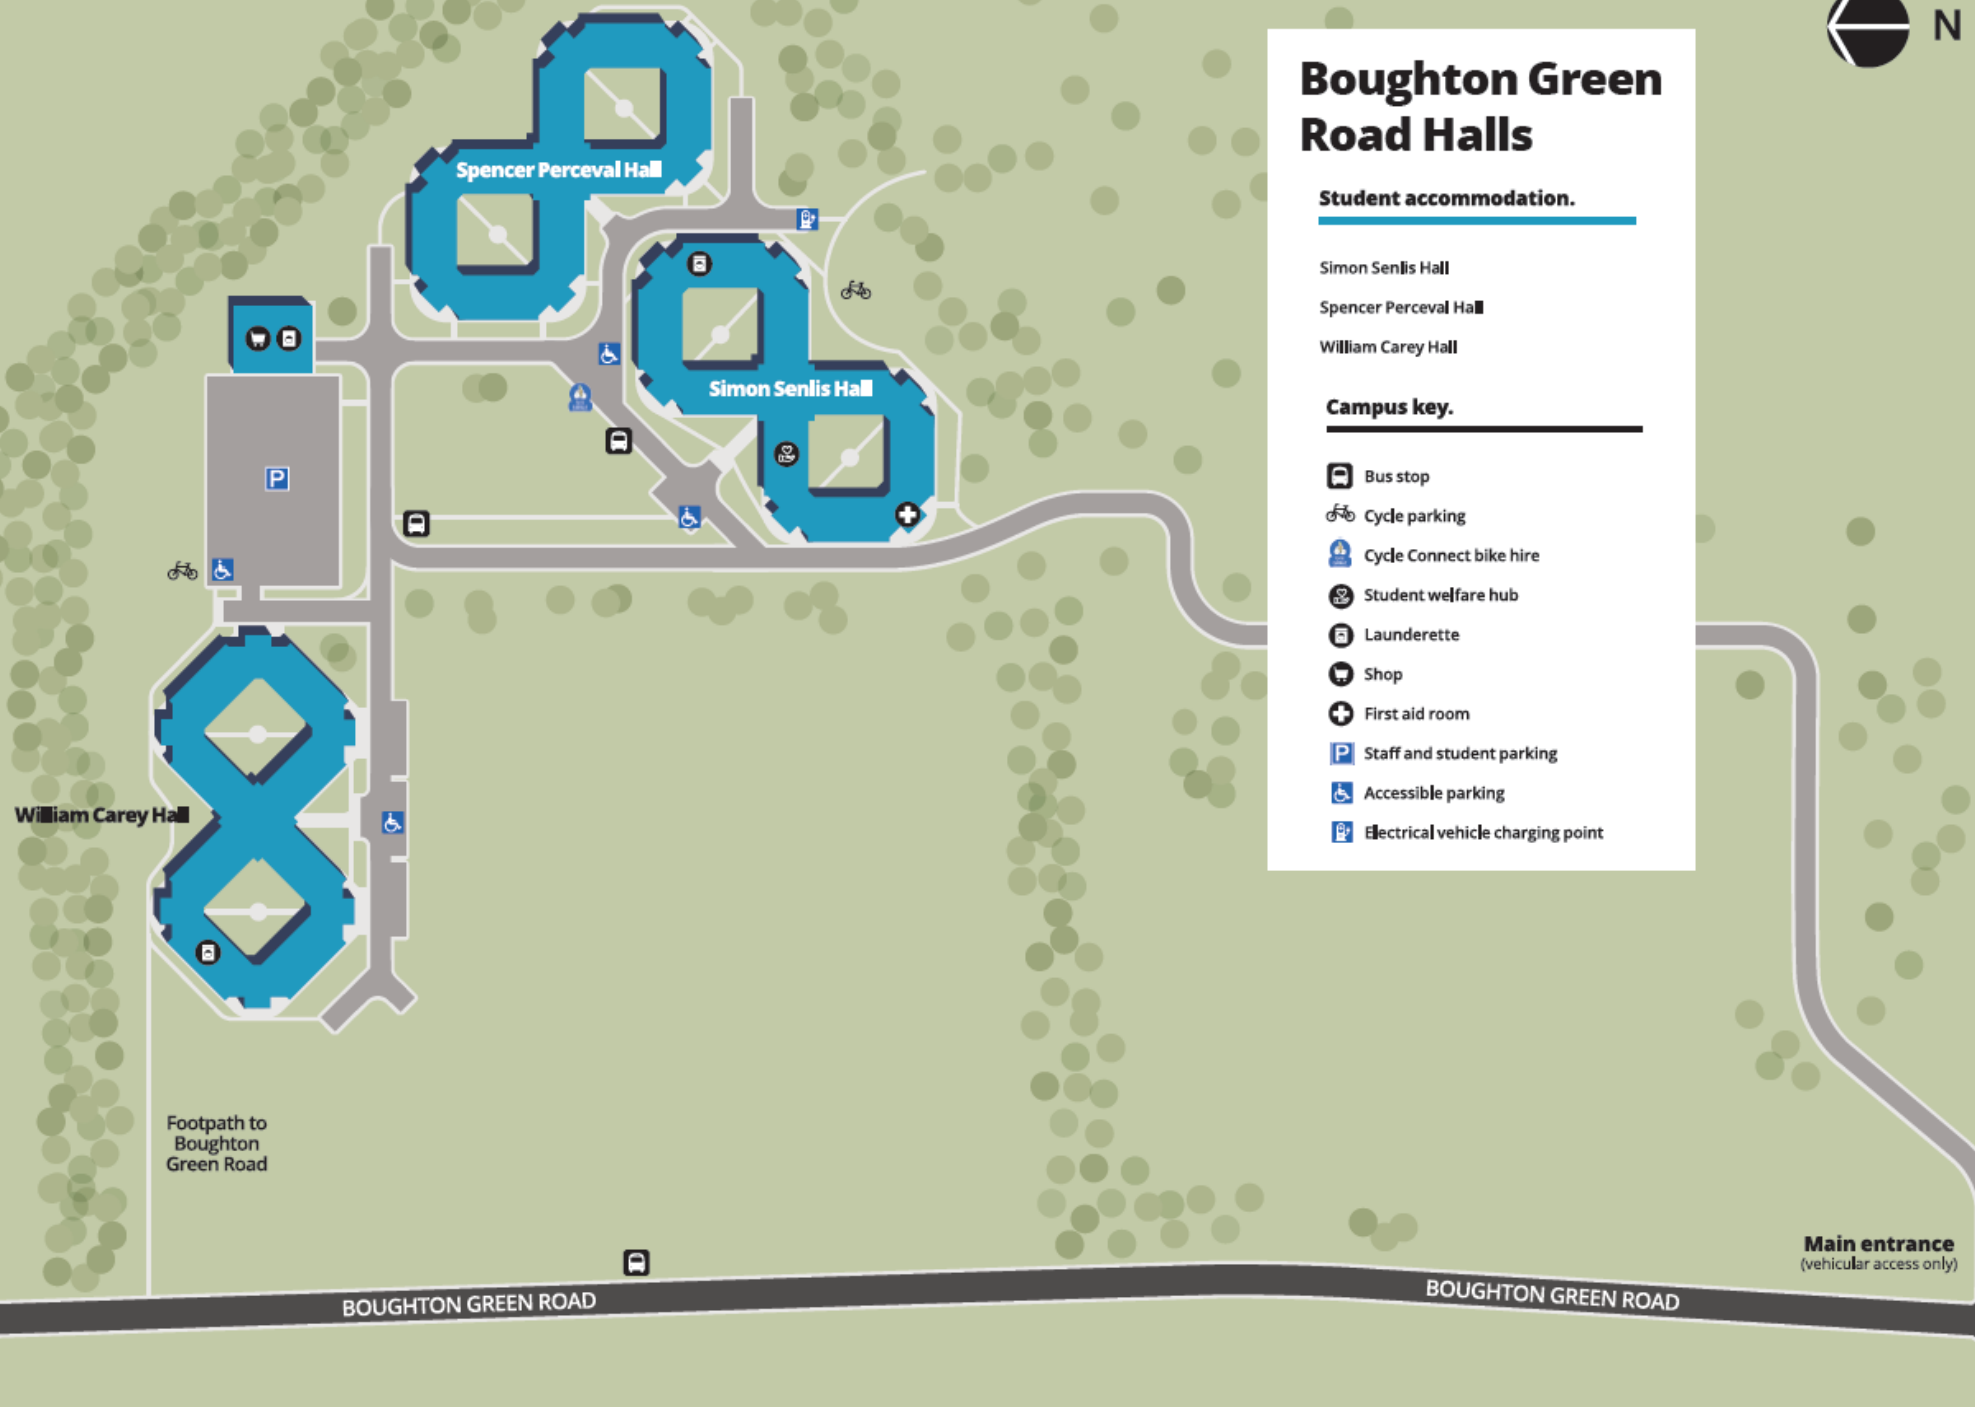 N
Boughton Green
Road Halls
Student accommodation.
Simon Senlis Hall
Spencer Perceval Hall
William Carey Hall
Campus key.
Bus stop
Cycle parking
Cycle Connect bike hire
Student welfare hub
Launderette
Shop
First aid room
P Staff and student parking
Accessible parking
Electrical vehicle charging point
Spencer Perceval Hall
Simon Senlis Hall
P
William Carey Hall
Footpath to
Boughton
Green Road
Main entrance
(vehicular access only)
BOUGHTON GREEN ROAD
BOUGHTON GREEN ROAD